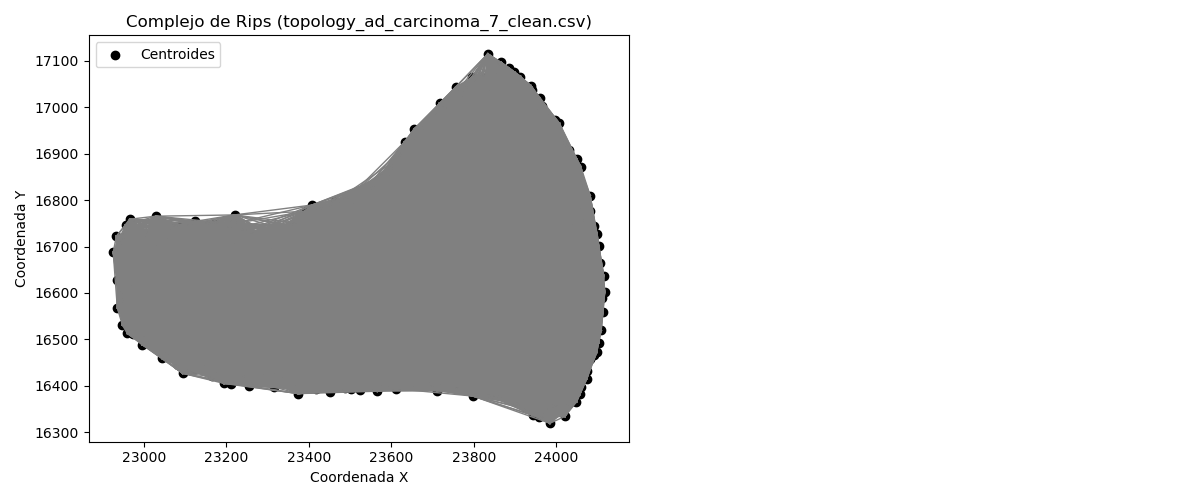 Complejo de Rips (topology_ad_carcinoma_7_clean.csv)
Centroides
17100
17000
16900
16800
16700
16600
16500
16400
16300
Coordenada Y
23000 23200 23400 23600 23800 24000
Coordenada X